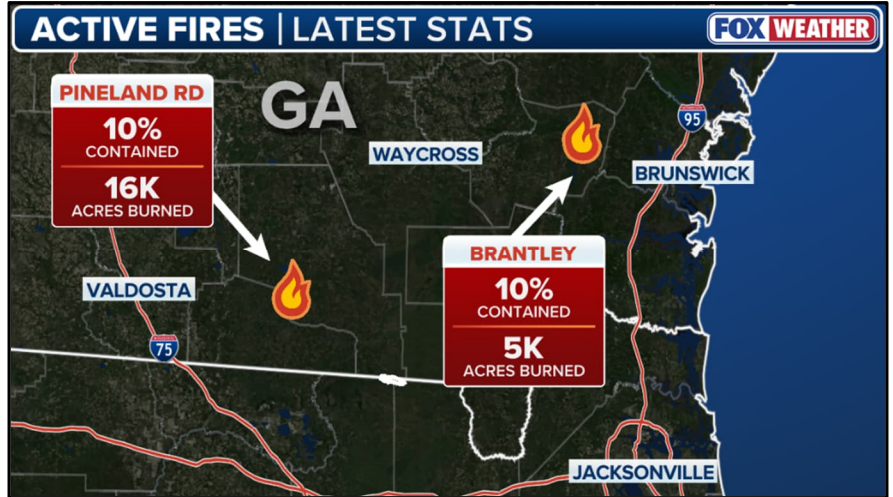 ACTIVE FIRES | LATEST STATS
FOX WEATHER
PINELAND RD
10%
CONTAINED
16K
ACRES BURNED
GA
WAYCROSS
95
BRUNSWICK
BRANTLEY
10%
CONTAINED
5K
ACRES BURNED
VALDOSTA
75
JACKSONVILLE